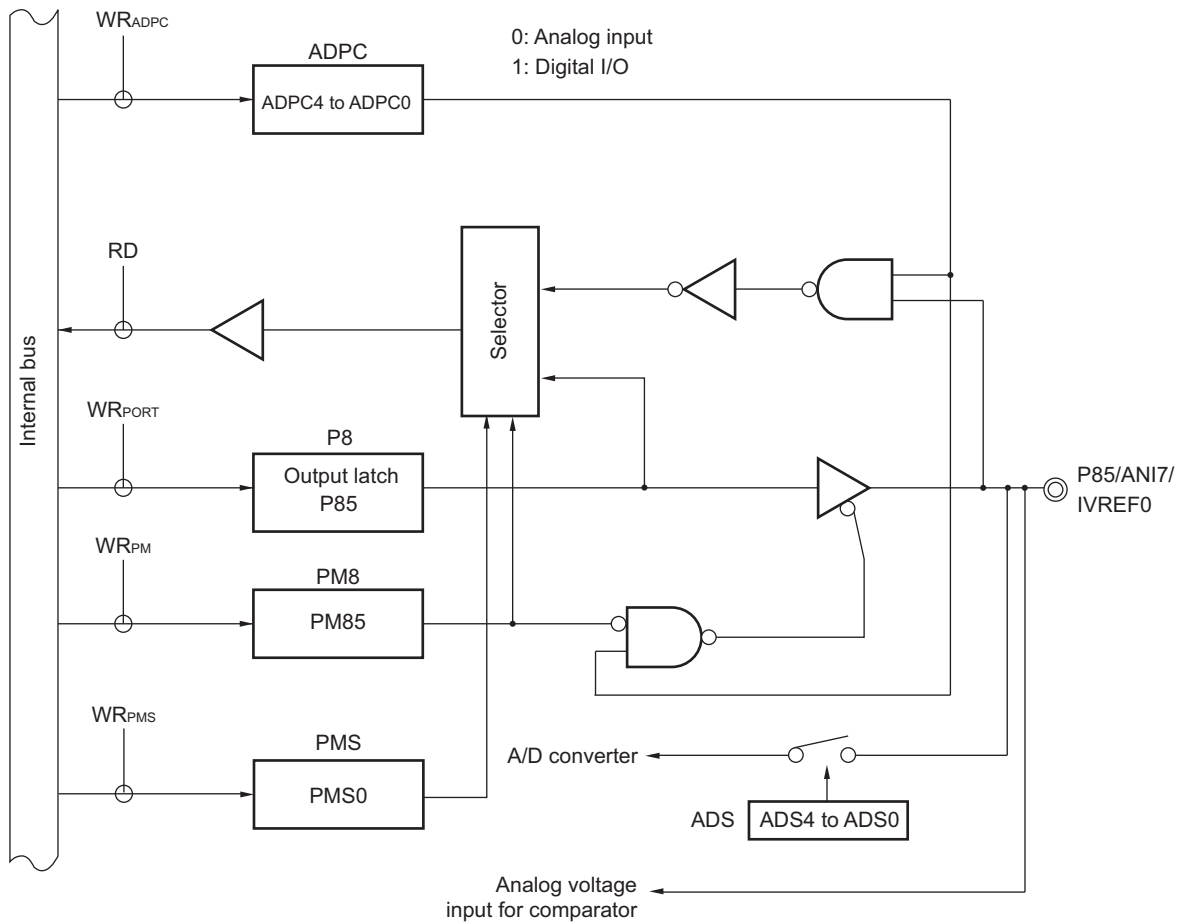 WRADPC
ADPC
ADPC4 to ADPC0
0: Analog input
1: Digital I/O
Internal bus
RD
Selector
WRPORT
P8
Output latch
P85
P85/ANI7/
IVREF0
WRPM
PM8
PM85
WRPMS
PMS
PMS0
A/D converter
ADS
ADS4 to ADS0
Analog voltage
input for comparator